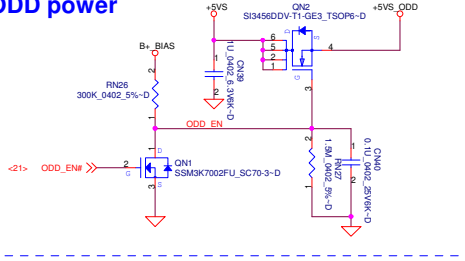 ODD power
+5VS
QN2
SI3456DDV-T1-GE3_TSOP6~D
+5VS_ODD
B+_BIAS
D
S
6
5
2
1
4
G
3
RN26
300K_0402_5%~D
2
1
CN39
1U_0402_6.3V6K~D
1
2
ODD_EN
<21>
ODD_EN#
2
G
1
D
S
3
QN1
SSM3K7002FU_SC70-3~D
2
1
RN27
1.5M_0402_5%~D
1
2
CN40
0.1U_0402_25V6K~D